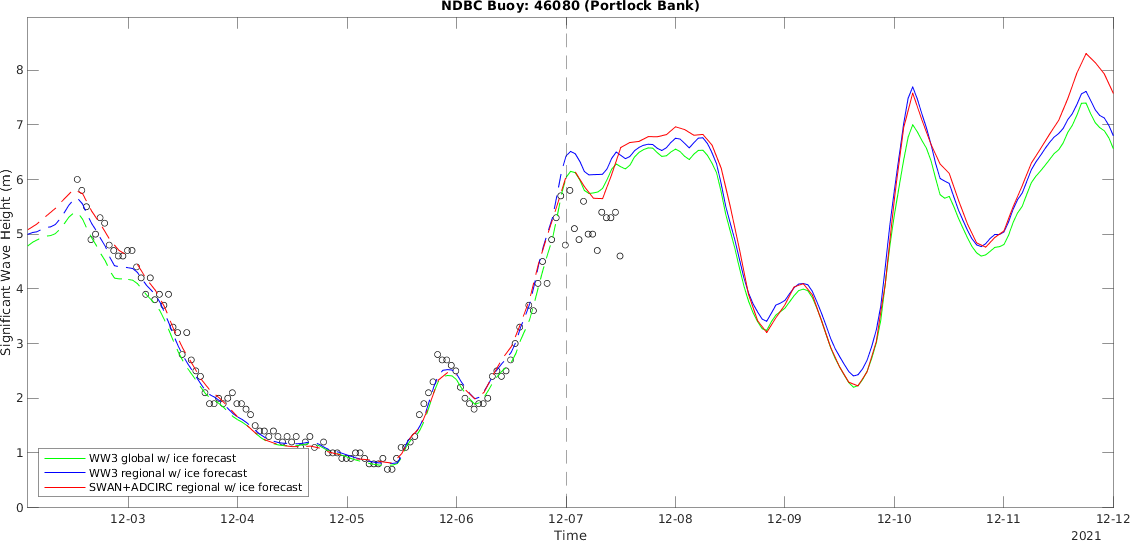 NDBC Buoy: 46080 (Portlock Bank)
Significant Wave Height (m)
8
7
6
5
4
3
2
1
0
WW3 global w/ ice forecast
WW3 regional w/ ice forecast
SWAN+ADCIRC regional w/ ice forecast
12-03 12-04 12-05 12-06 12-07 12-08 12-09 12-10 12-11 12-12
Time
2021